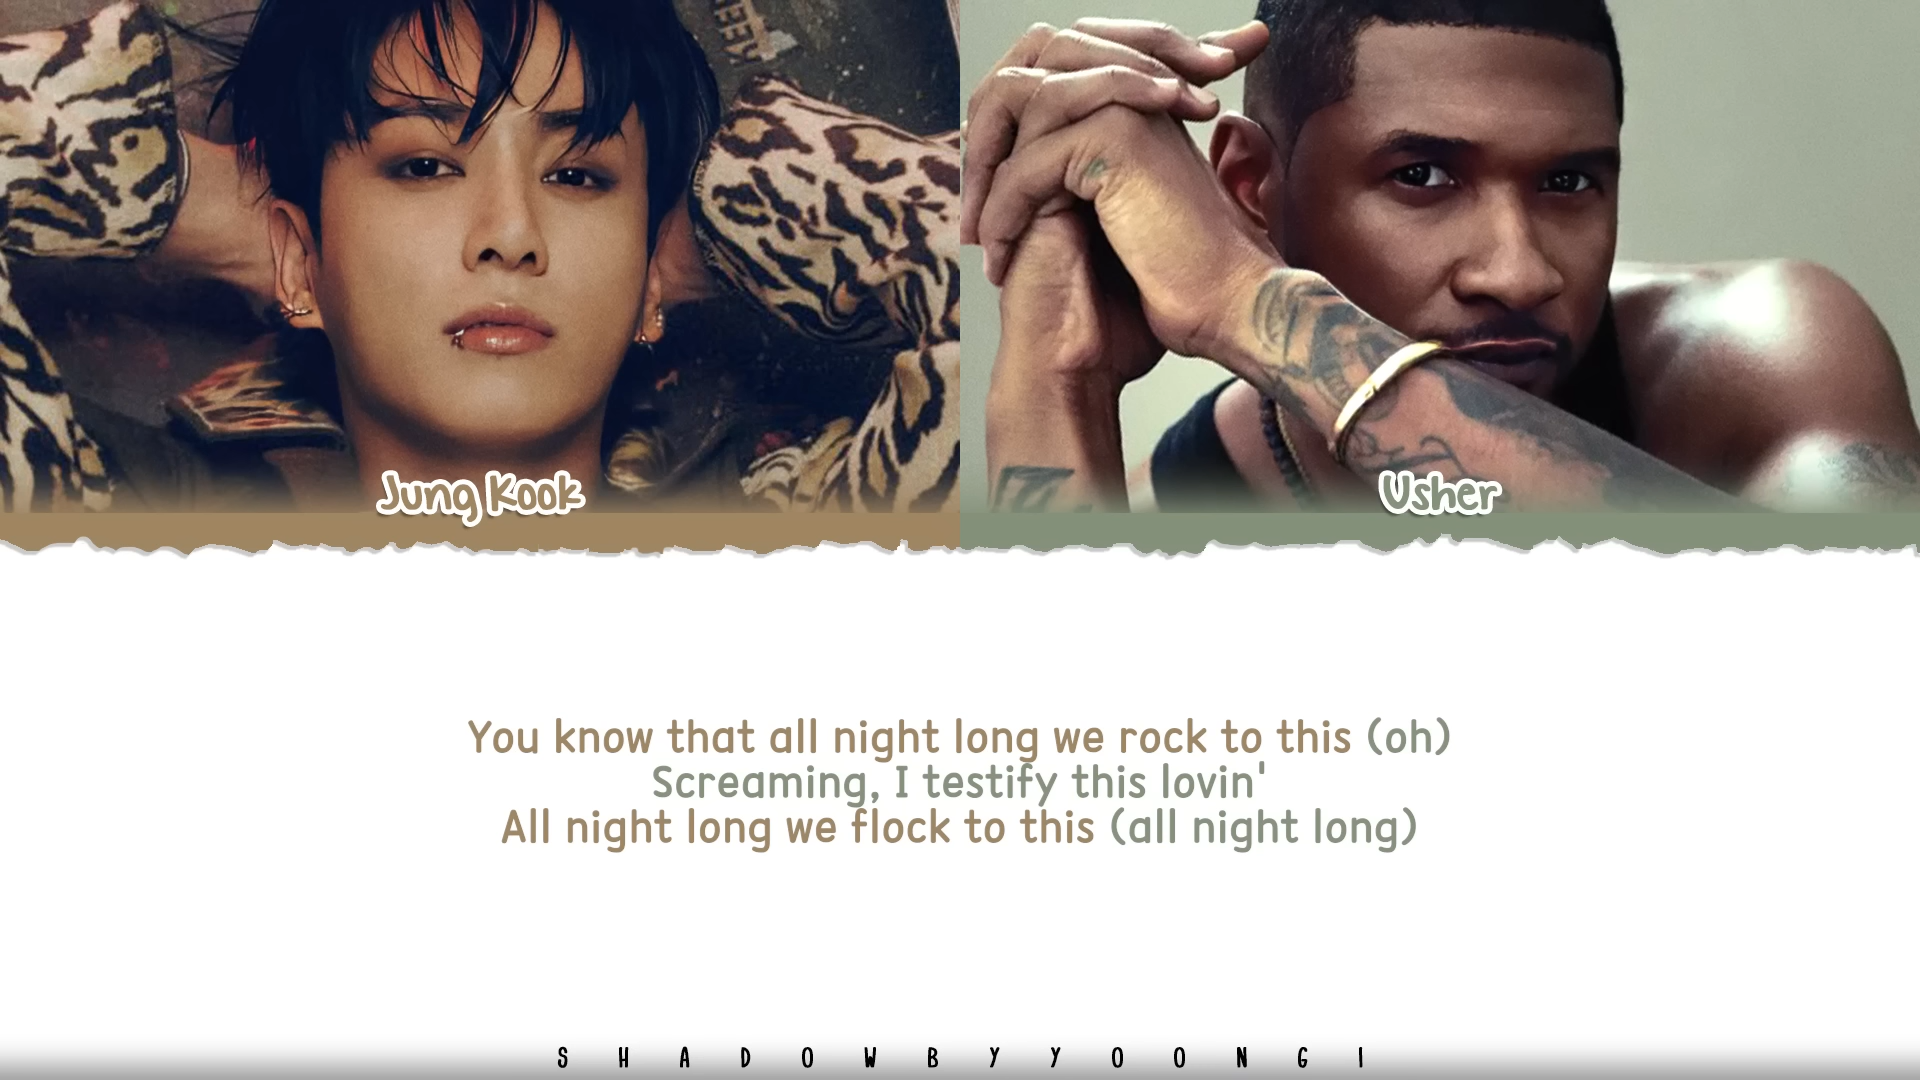 KEEP
Jung Kook
Usher
You know that all night long we rock to this (oh)
Screaming, I testify this lovin'
All night long we flock to this (all night long)
SHADOWBYYOONGI